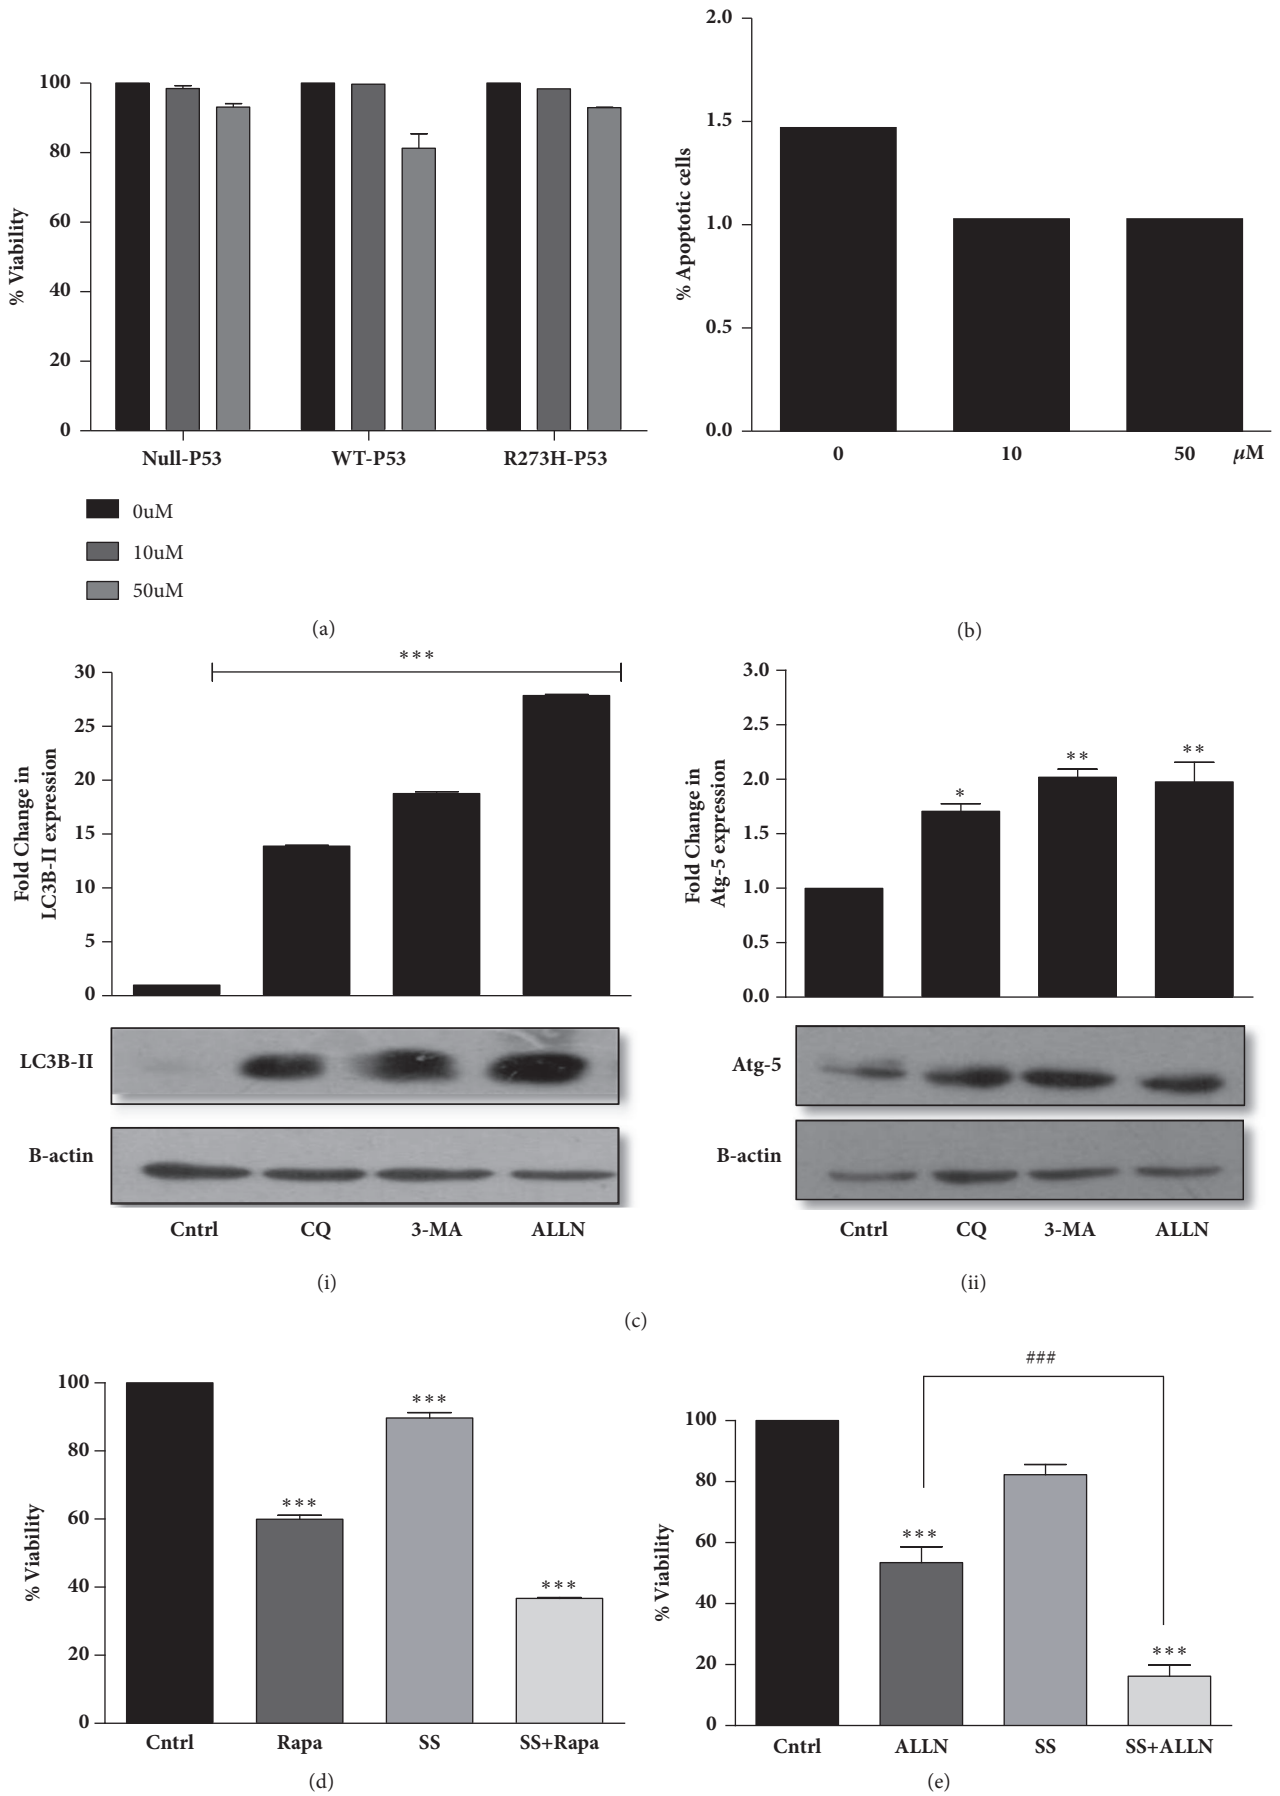 % Viability
100
80
60
40
20
0
Null-P53 WT-P53 R273H-P53
0uM
10uM
50uM
(a)
% Apoptotic cells
2.0
1.5
1.0
0.5
0.0
0 10 50 μM
(b)
Fold Change in
LC3B-II expression
30
25
20
15
10
5
0
***
LC3B-II
B-actin
Cntrl CQ 3-MA ALLN
(i)
Fold Change in
Atg-5 expression
3.0
2.5
2.0
1.5
1.0
0.5
0.0
* ** **
Atg-5
B-actin
Cntrl CQ 3-MA ALLN
(ii)
(c)
% Viability
100
80
60
40
20
0
*** *** ***
Cntrl Rapa SS SS+Rapa
(d)
% Viability
100
80
60
40
20
0
###
*** ***
Cntrl ALLN SS SS+ALLN
(e)